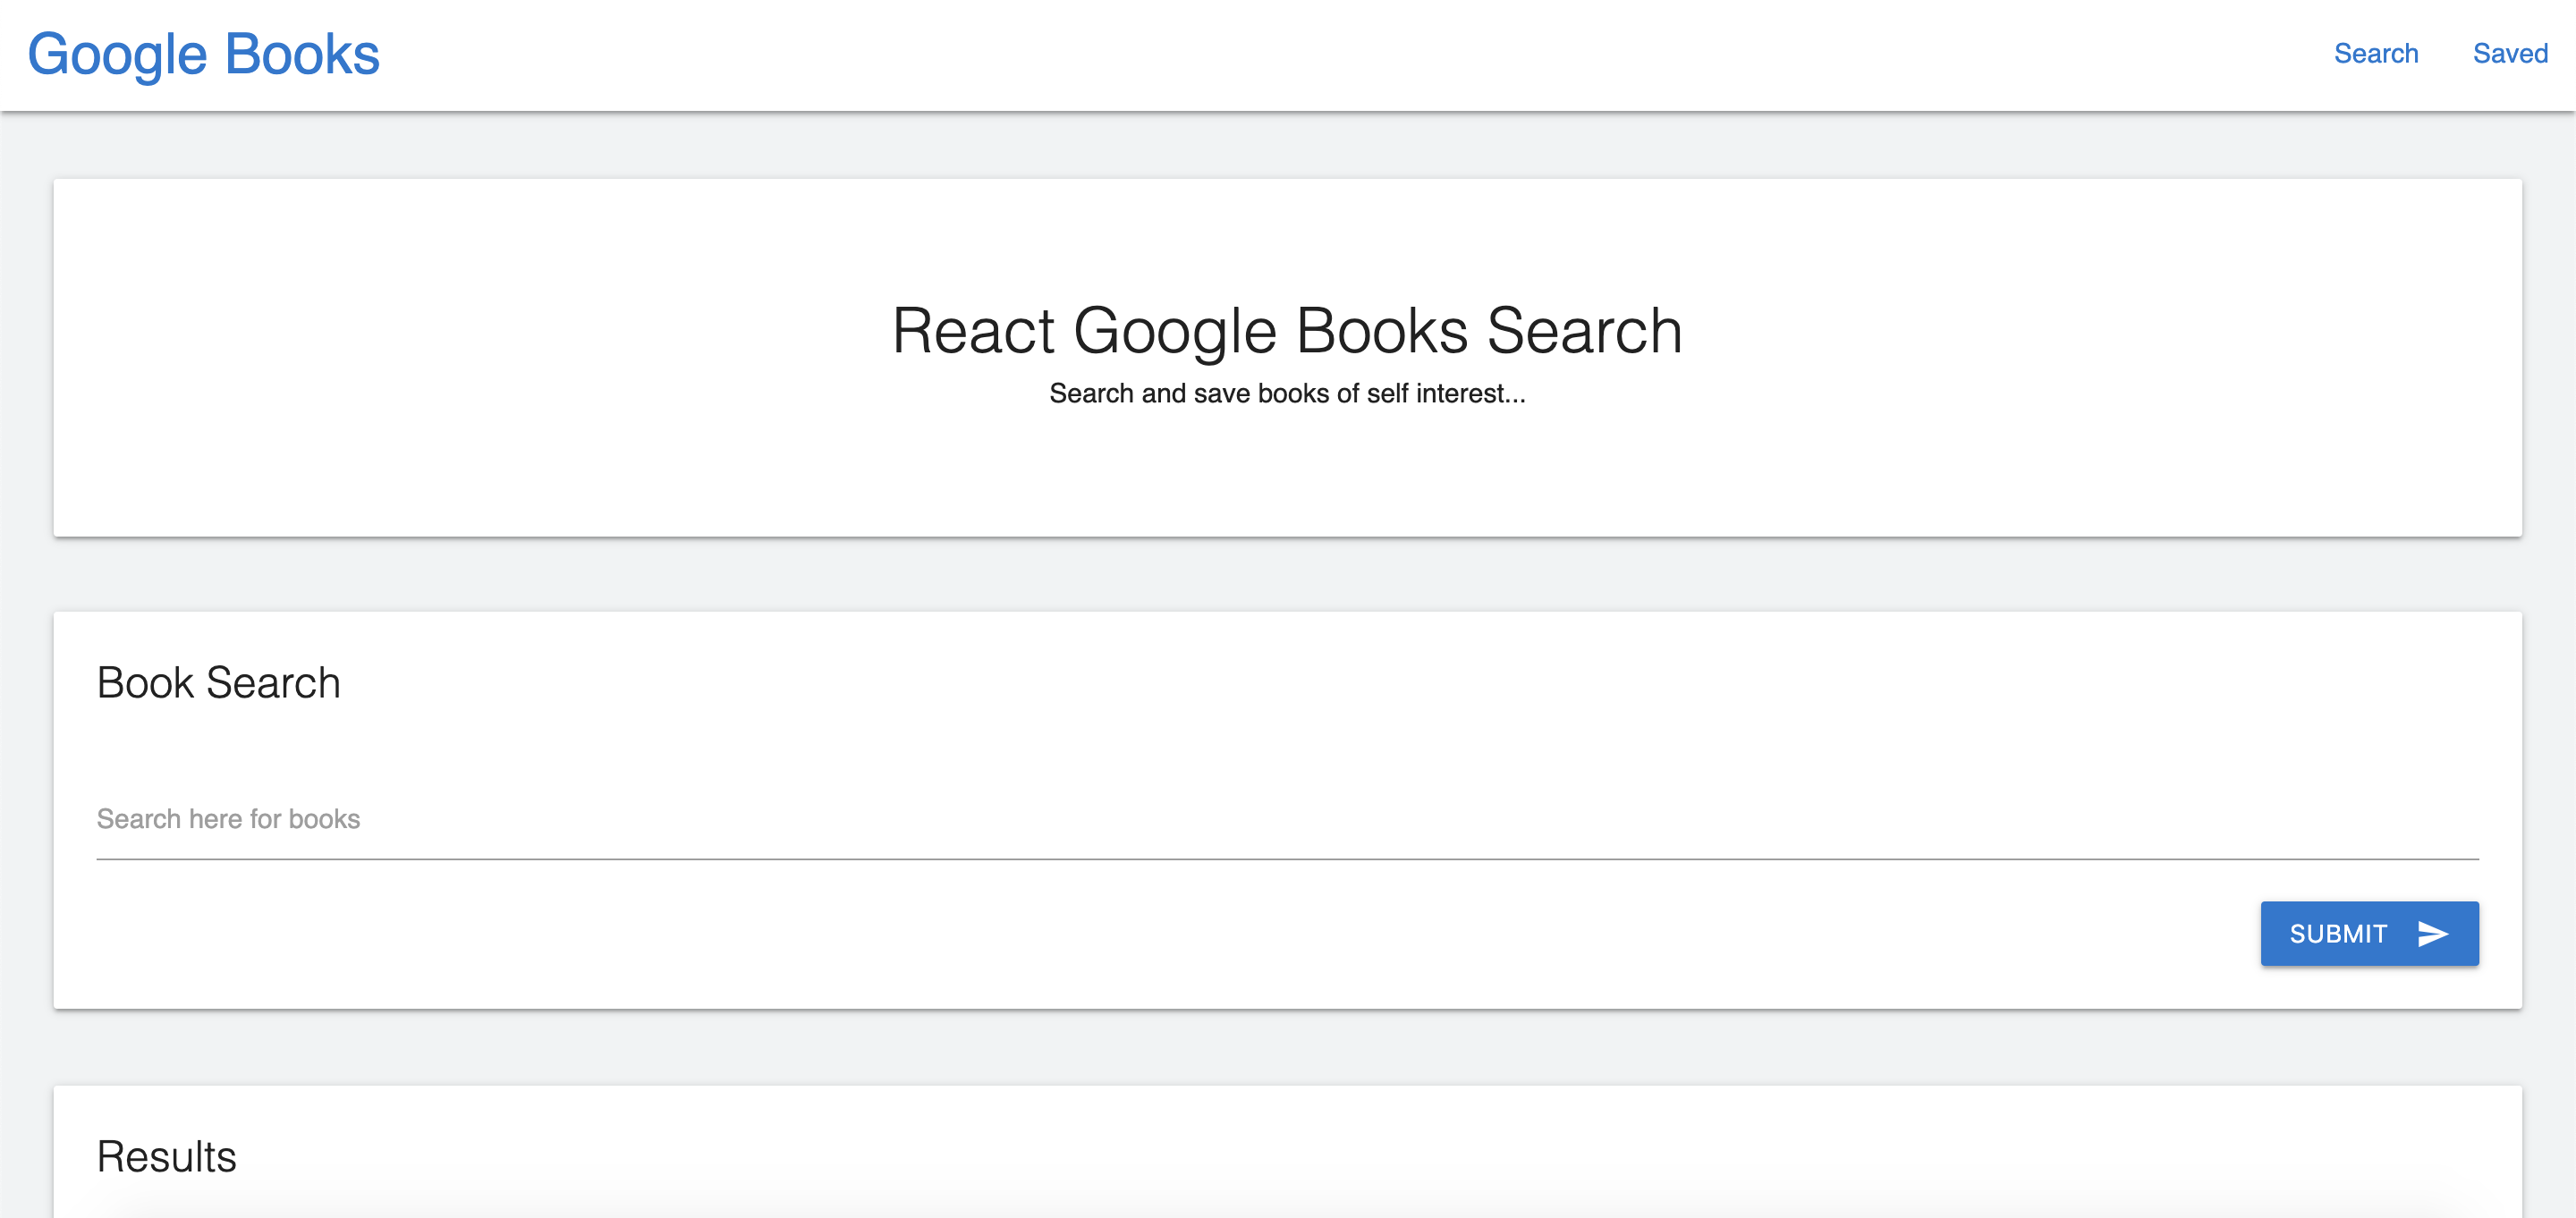 Google Books
Search
Saved
React Google Books Search
Search and save books of self interest...
Book Search
Search here for books
SUBMIT
Results